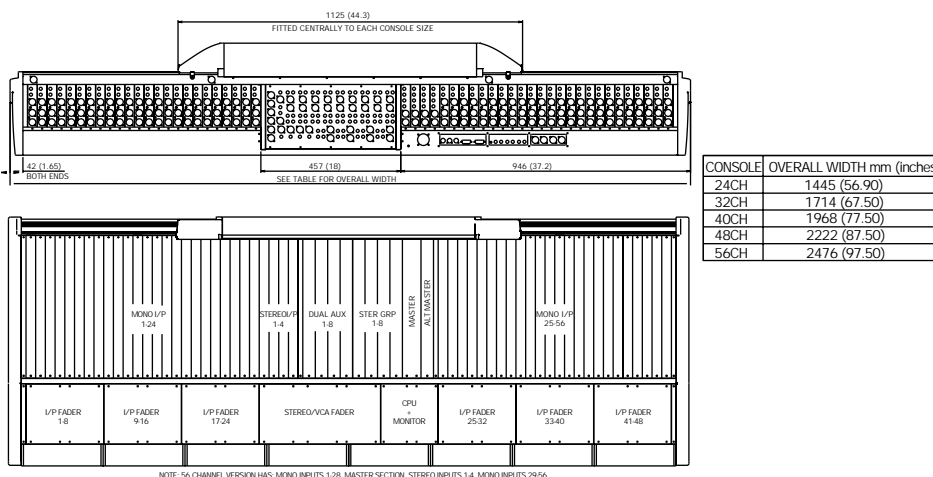 1125 (44.3)
FITTED CENTRALLY TO EACH CONSOLE SIZE
42 (1.65)
BOTH ENDS
457 (18)
946 (37.2)
SEE TABLE FOR OVERALL WIDTH
CONSOLE OVERALL WIDTH mm (inches
24CH 1445 (56.90)
32CH 1714 (67.50)
40CH 1968 (77.50)
48CH 2222 (87.50)
56CH 2476 (97.50)
MONO I/P
1-24
STEREO I/P
1-4
DUAL AUX
1-8
STER GRP
1-8
MASTER
ALT MASTER
MONO I/P
25-56
I/P FADER
1-8
I/P FADER
9-16
I/P FADER
17-24
STEREO/VCA FADER
CPU
+
MONITOR
I/P FADER
25-32
I/P FADER
33-40
I/P FADER
41-48
NOTE: 56 CHANNEL VERSION HAS: MONO INPUTS 1-28, MASTER SECTION, STEREO INPUTS 1-4, MONO INPUTS 29-56